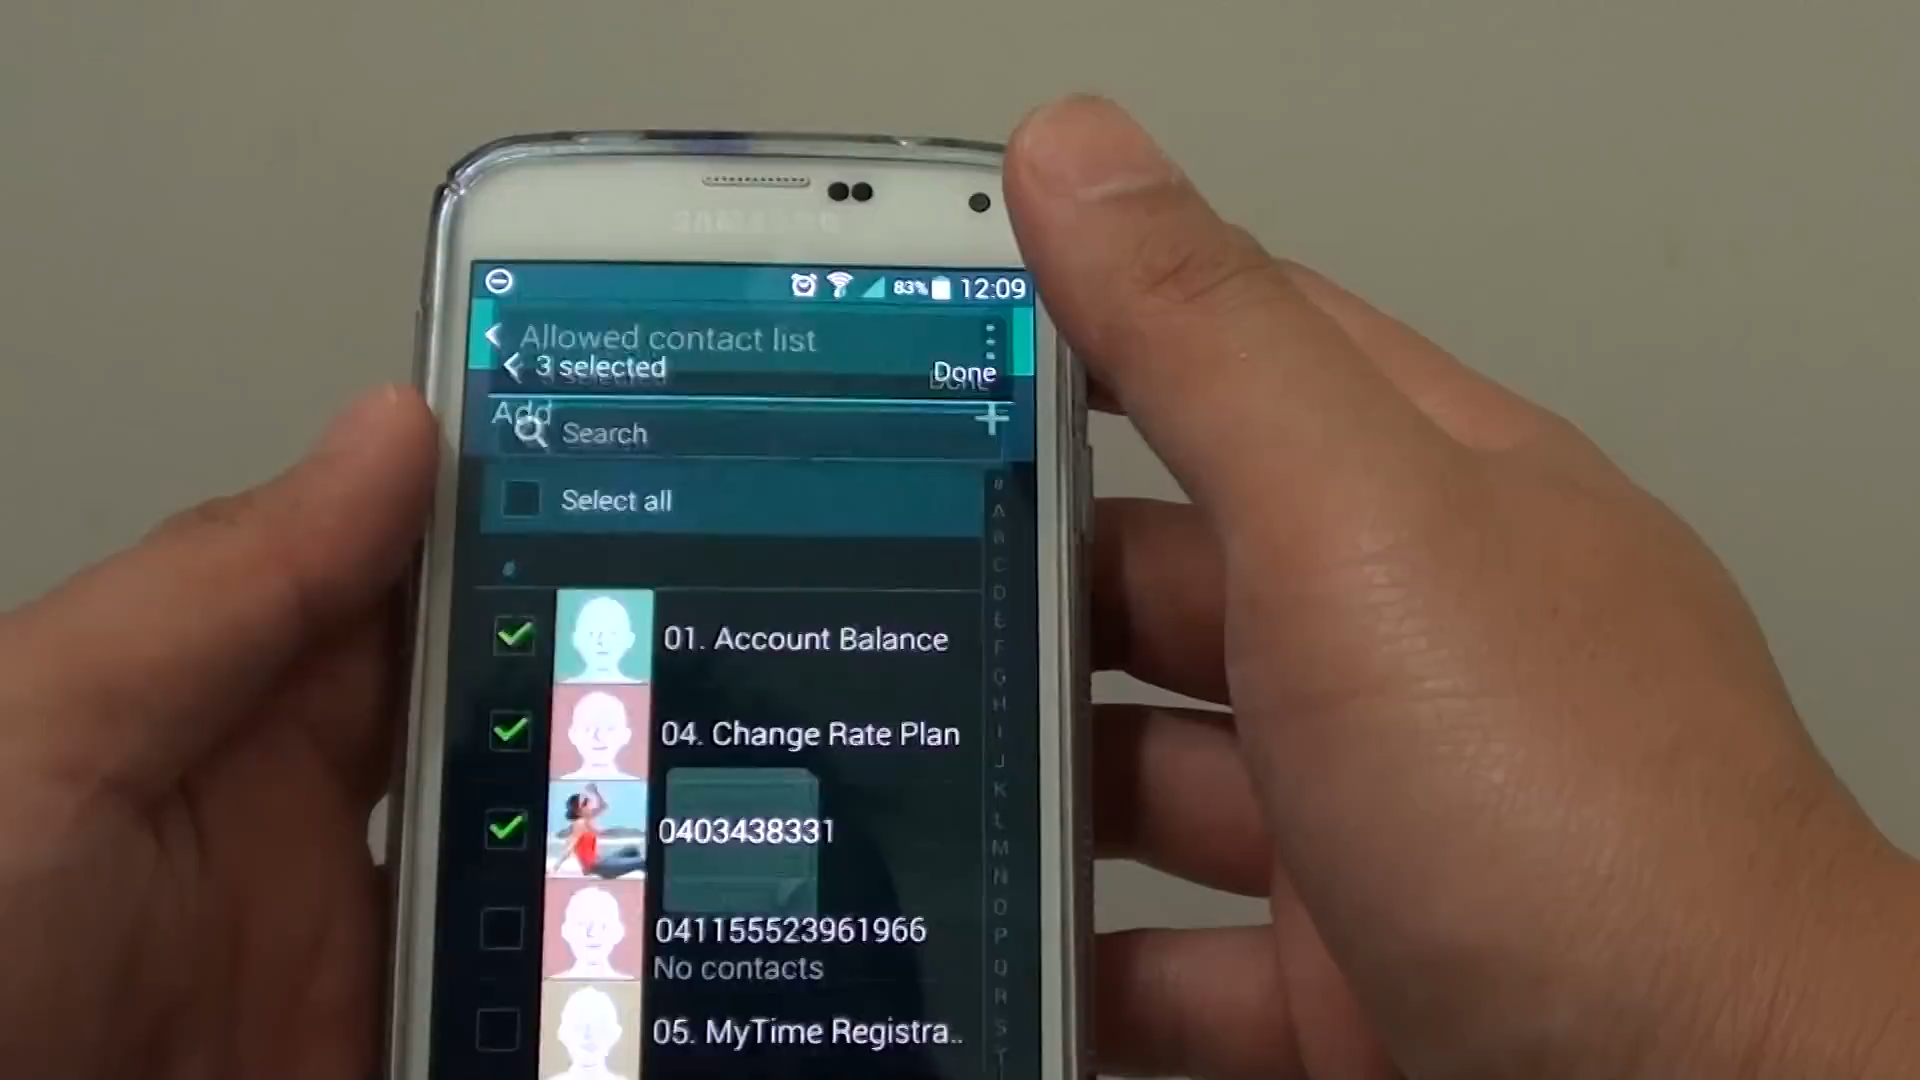 SAMSUNG
83% 12:09
Allowed contact list
3 selected Done
Add
Search
Select all
#
01. Account Balance
04. Change Rate Plan
0403438331
041155523961966
No contacts
05. MyTime Registra..
#
A
B
C
D
E
F
G
H
I
J
K
L
M
N
O
P
Q
R
S
T